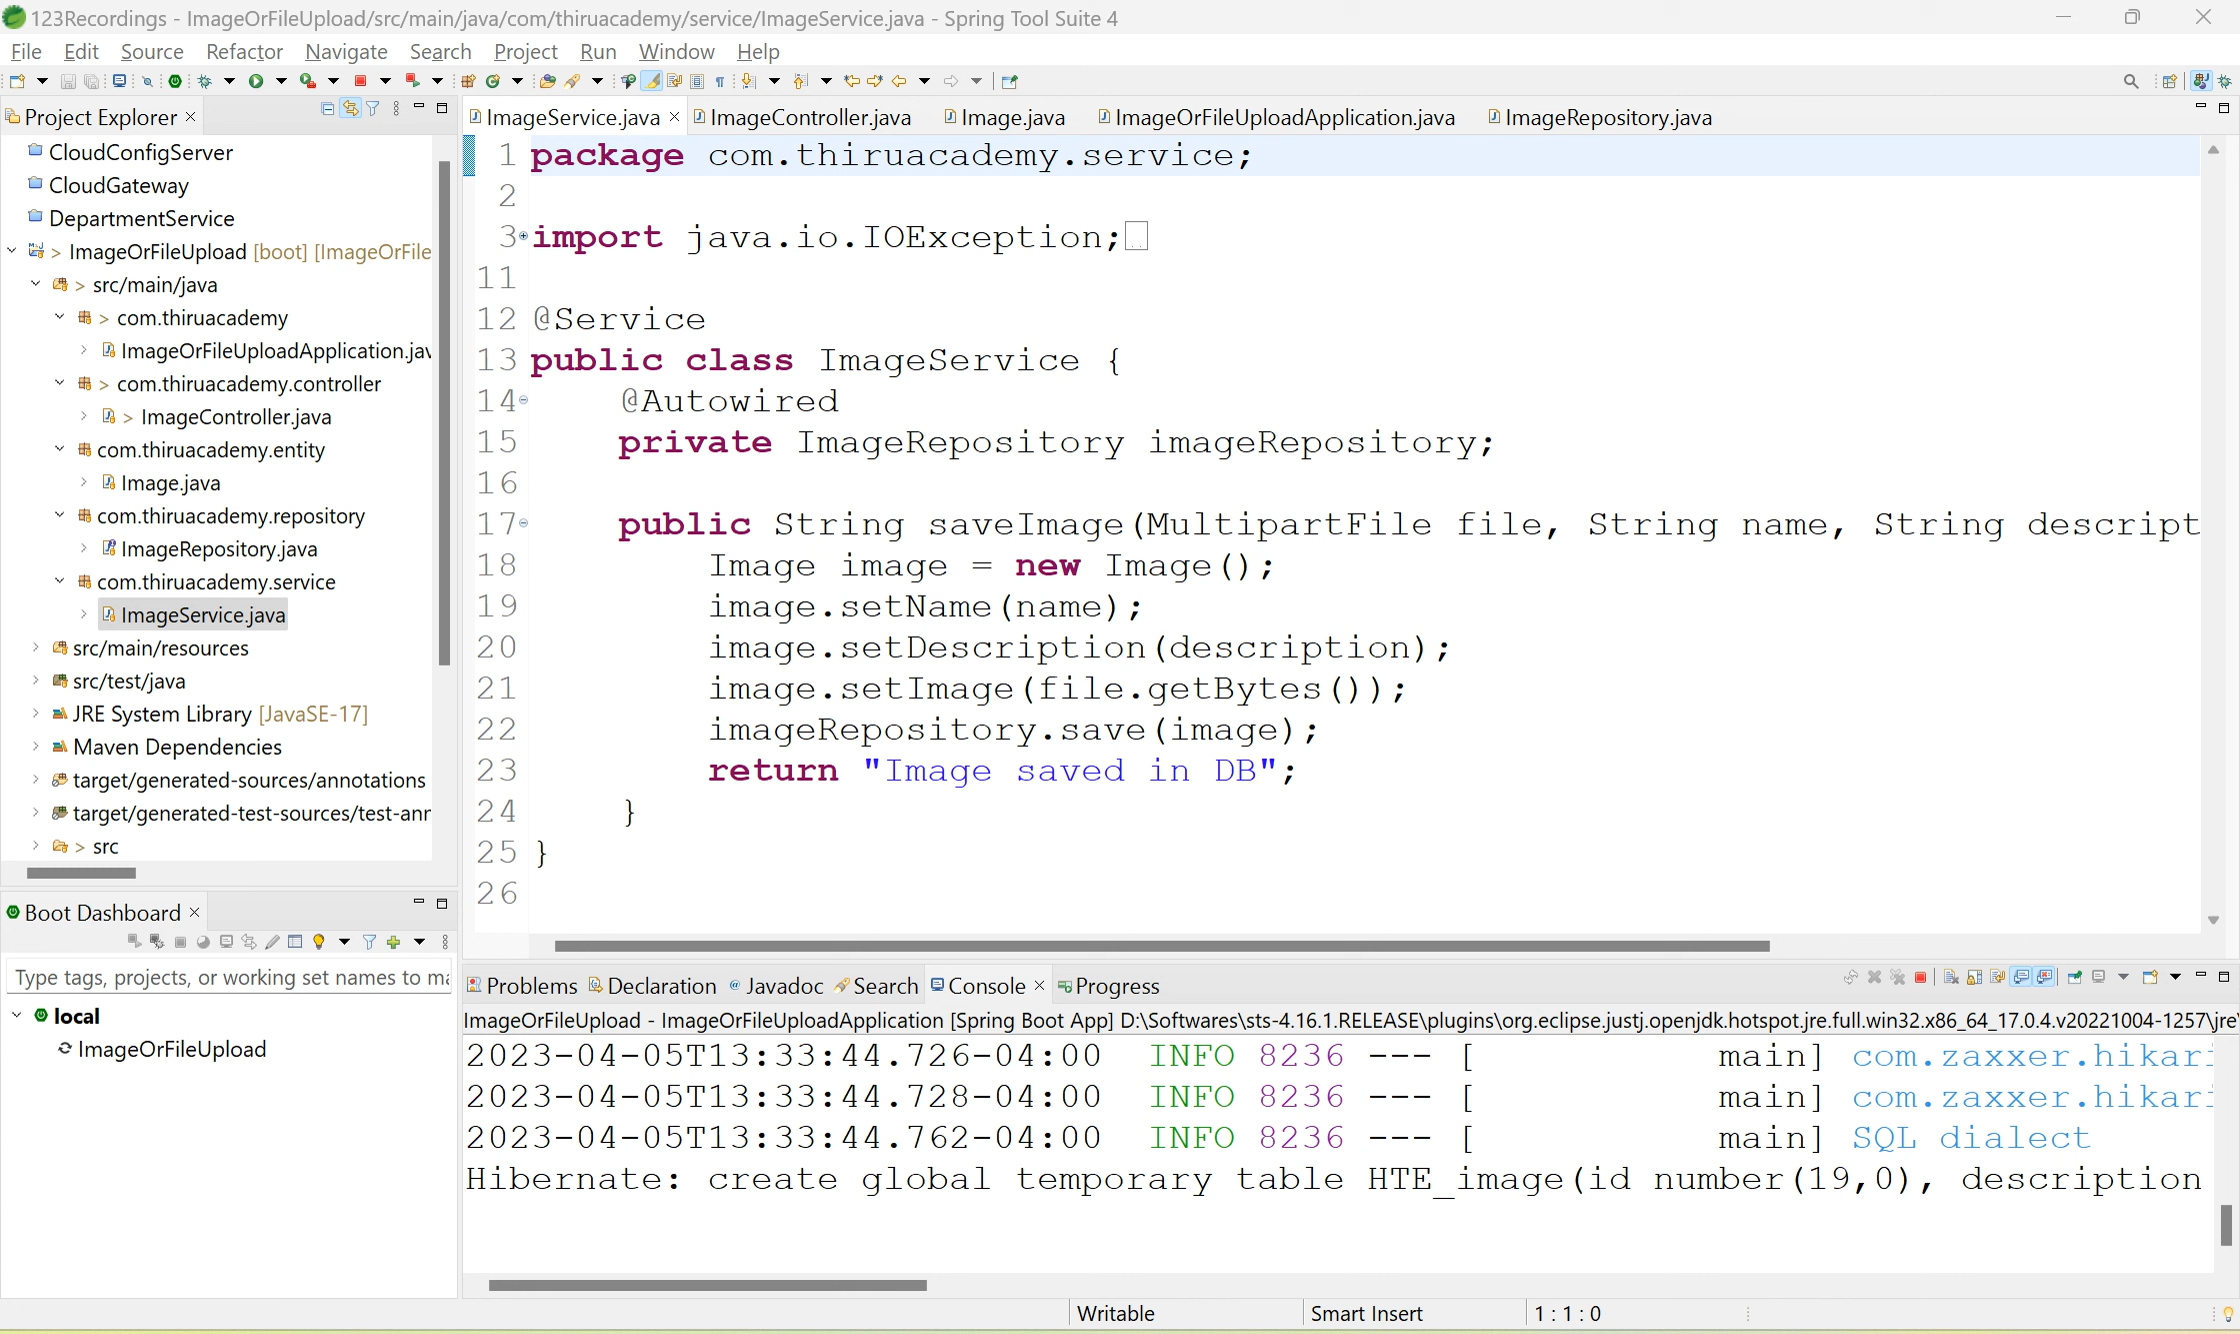 123Recordings - ImageOrFileUpload/src/main/java/com/thiruacademy/service/ImageService.java - Spring Tool Suite 4
File Edit Source Refactor Navigate Search Project Run Window Help
Project Explorer
CloudConfigServer
CloudGateway
DepartmentService
> ImageOrFileUpload [boot] [ImageOrFile
> src/main/java
> com.thiruacademy
ImageOrFileUploadApplication.jav
> com.thiruacademy.controller
> ImageController.java
com.thiruacademy.entity
Image.java
com.thiruacademy.repository
ImageRepository.java
com.thiruacademy.service
ImageService.java
src/main/resources
src/test/java
JRE System Library [JavaSE-17]
Maven Dependencies
target/generated-sources/annotations
target/generated-test-sources/test-anr
> src
Boot Dashboard
Type tags, projects, or working set names to ma
local
ImageOrFileUpload
ImageService.java ImageController.java Image.java ImageOrFileUploadApplication.java ImageRepository.java
1 package com.thiruacademy.service;
2
3 import java.io.IOException;
11
12 @Service
13 public class ImageService {
14 @Autowired
15 private ImageRepository imageRepository;
16
17 public String saveImage(MultipartFile file, String name, String descript
18 Image image = new Image();
19 image.setName(name);
20 image.setDescription(description);
21 image.setImage(file.getBytes());
22 imageRepository.save(image);
23 return "Image saved in DB";
24 }
25 }
26
Problems Declaration Javadoc Search Console Progress
ImageOrFileUpload - ImageOrFileUploadApplication [Spring Boot App] D:\Softwares\sts-4.16.1.RELEASE\plugins\org.eclipse.justj.openjdk.hotspot.jre.full.win32.x86_64_17.0.4.v20221004-1257\jre
2023-04-05T13:33:44.726-04:00 INFO 8236 --- [ main] com.zaxxer.hikari
2023-04-05T13:33:44.728-04:00 INFO 8236 --- [ main] com.zaxxer.hikari
2023-04-05T13:33:44.762-04:00 INFO 8236 --- [ main] SQL dialect
Hibernate: create global temporary table HTE_image(id number(19,0), description
Writable Smart Insert 1 : 1 : 0